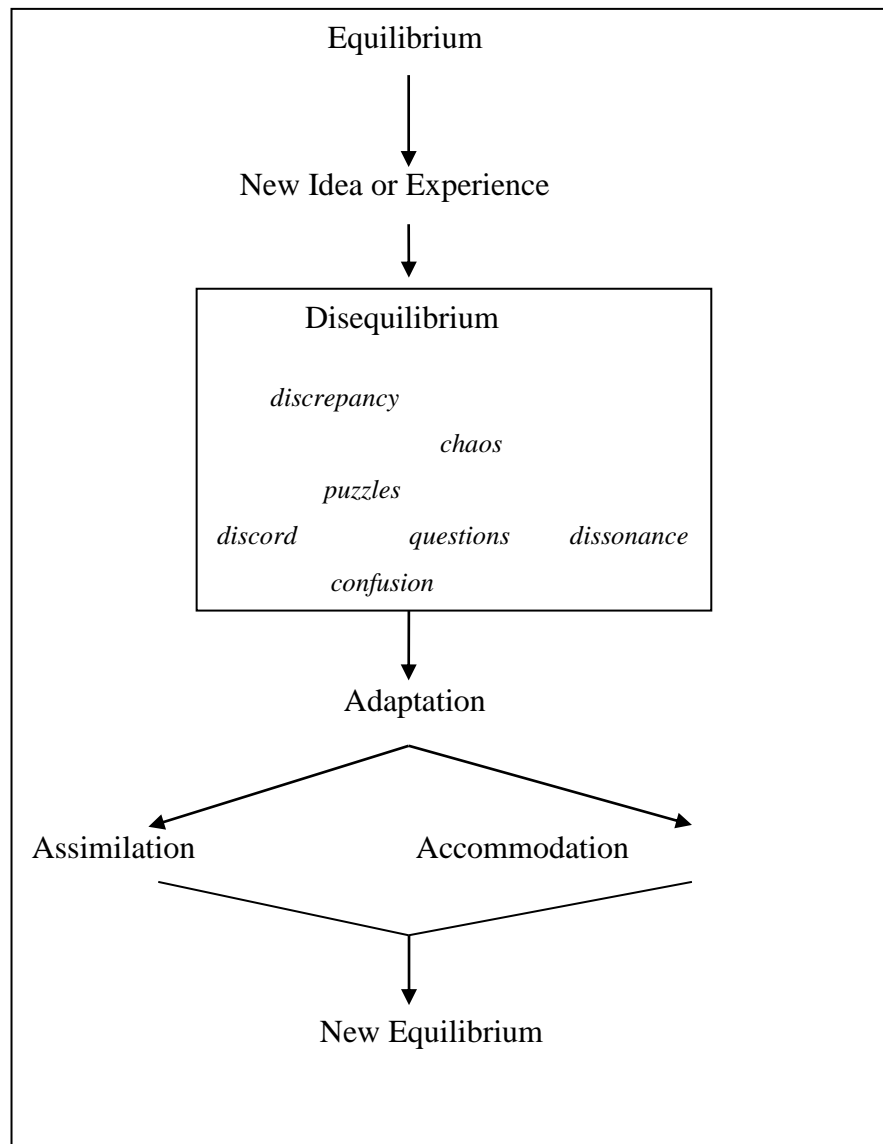 Equilibrium
New Idea or Experience
Disequilibrium
discrepancy
chaos
puzzles
discord questions dissonance
confusion
Adaptation
Assimilation Accommodation
New Equilibrium